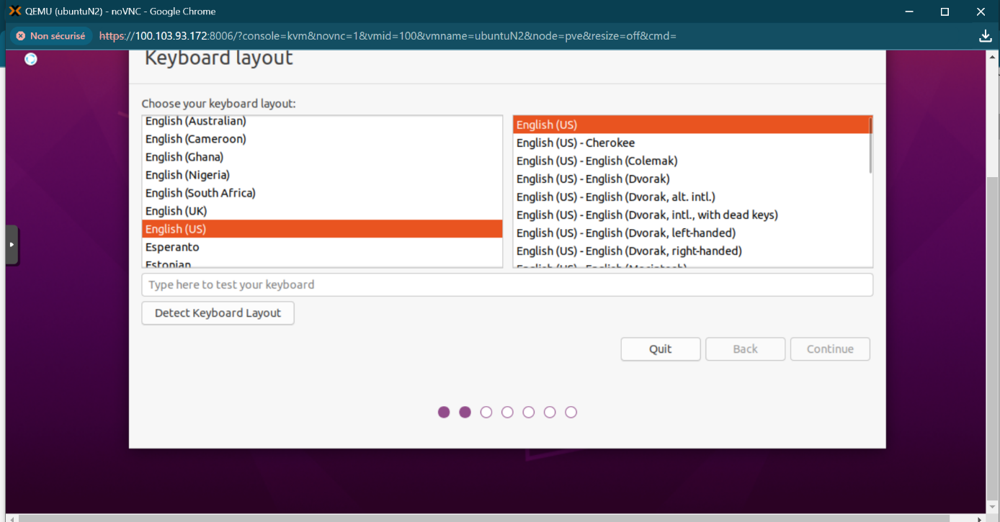 QEMU (ubuntuN2) - noVNC - Google Chrome
Non sécurisé https://100.103.93.172:8006/?console=kvm&novnc=1&vmid=100&vmname=ubuntuN2&node=pve&resize=off&cmd=
Keyboard layout
Choose your keyboard layout:
English (Australian)
English (Cameroon)
English (Ghana)
English (Nigeria)
English (South Africa)
English (UK)
English (US)
Esperanto
Estonian
English (US)
English (US) - Cherokee
English (US) - English (Colemak)
English (US) - English (Dvorak)
English (US) - English (Dvorak, alt. intl.)
English (US) - English (Dvorak, intl., with dead keys)
English (US) - English (Dvorak, left-handed)
English (US) - English (Dvorak, right-handed)
English (US) - English (Macintosh)
Type here to test your keyboard
Detect Keyboard Layout
Quit Back Continue